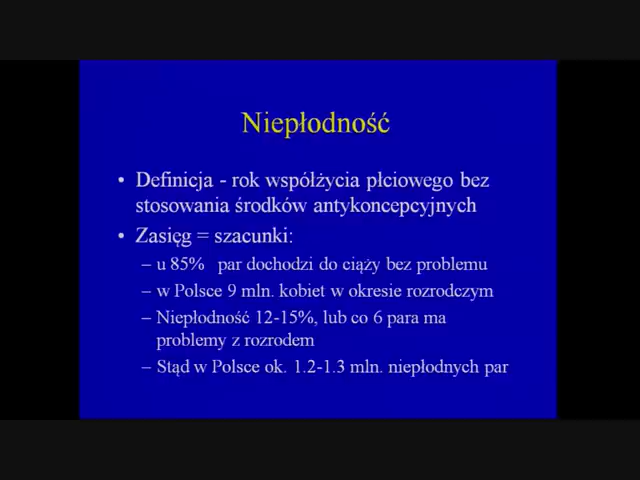 Niepłodność
• Definicja - rok współżycia płciowego bez
stosowania środków antykoncepcyjnych
• Zasięg = szacunki:
– u 85% par dochodzi do ciąży bez problemu
– w Polsce 9 mln. kobiet w okresie rozrodczym
– Niepłodność 12-15%, lub co 6 para ma
problemy z rozrodem
– Stąd w Polsce ok. 1.2-1.3 mln. niepłodnych par